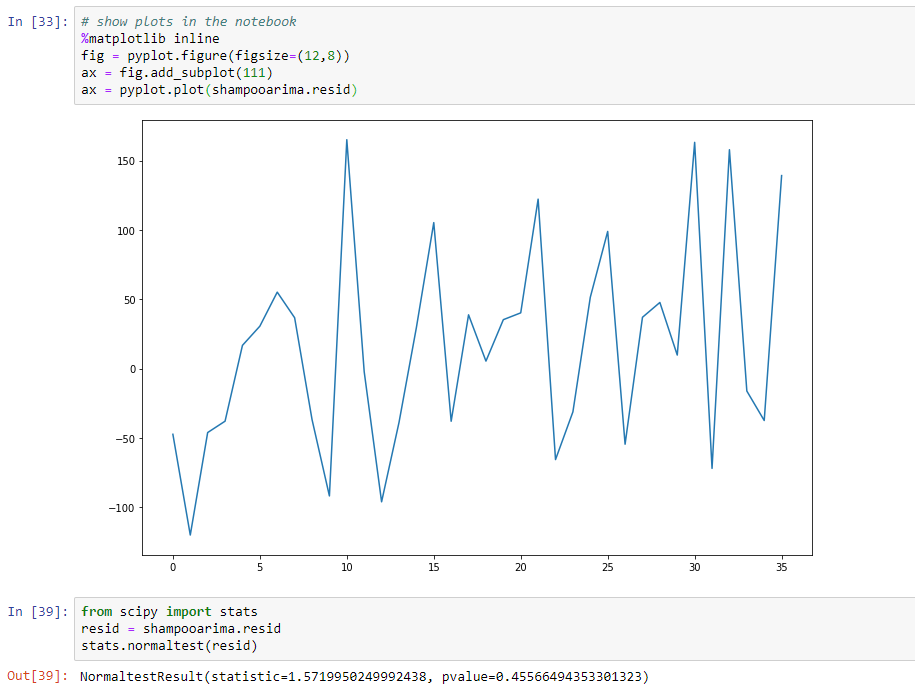 In [33]: # show plots in the notebook
%matplotlib inline
fig = pyplot.figure(figsize=(12,8))
ax = fig.add_subplot(111)
ax = pyplot.plot(shampooarima.resid)
150
100
50
0
−50
−100
0 5 10 15 20 25 30 35
In [39]: from scipy import stats
resid = shampooarima.resid
stats.normaltest(resid)
Out[39]: NormaltestResult(statistic=1.5719950249992438, pvalue=0.45566494353301323)